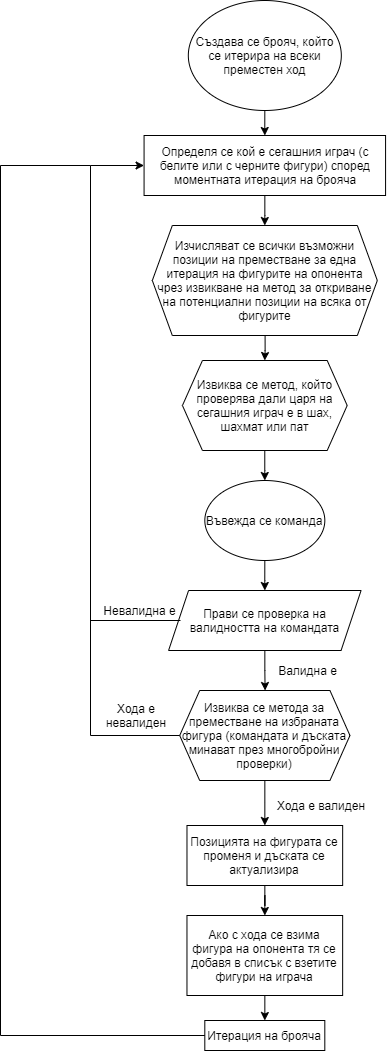 Създава се брояч, който
се итерира на всеки
преместен ход
Определя се кой е сегашния играч (с
белите или с черните фигури) според
моментната итерация на брояча
Изчисляват се всички възможни
позиции на преместване за една
итерация на фигурите на опонента
чрез извикване на метод за откриване
на потенциални позиции на всяка от
фигурите
Извиква се метод, който
проверява дали царя на
сегашния играч е в шах,
шахмат или пат
Въвежда се команда
Невалидна е
Прави се проверка на
валидността на командата
Валидна е
Хода е
невалиден
Извиква се метода за
преместване на избраната
фигура (командата и дъската
минават през многобройни
проверки)
Хода е валиден
Позицията на фигурата се
променя и дъската се
актуализира
Ако с хода се взима
фигура на опонента тя се
добавя в списък с взетите
фигури на играча
Итерация на брояча